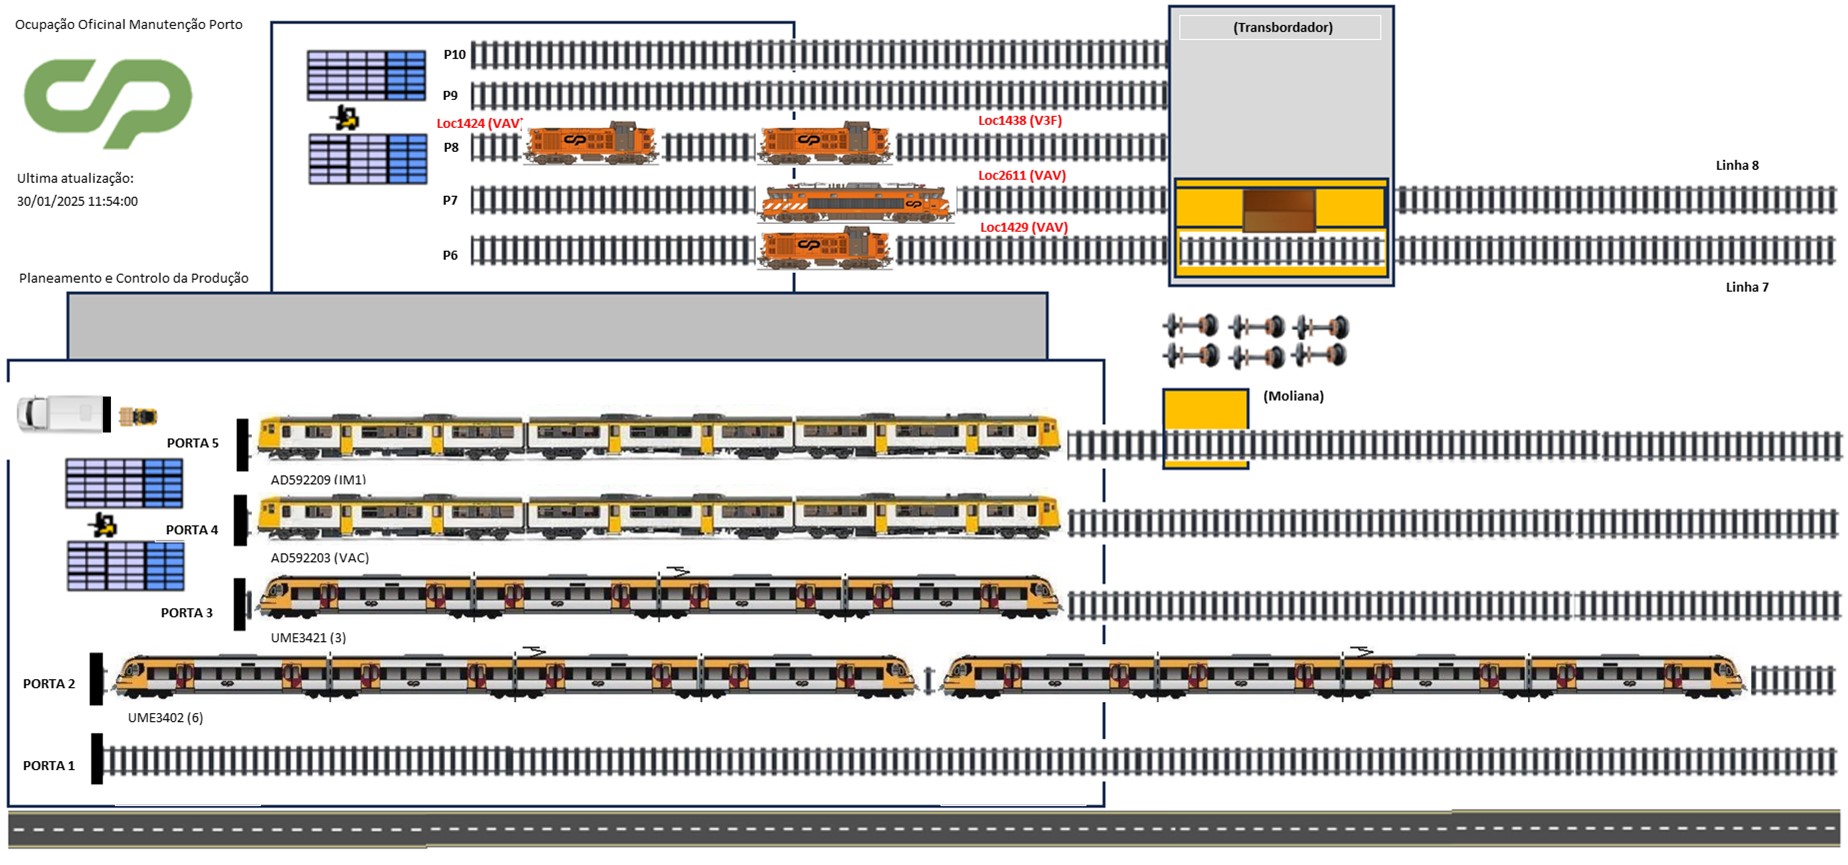 Ocupação Oficinal Manutenção Porto
(Transbordador)
P10
P9
Loc1424 (VAV)
Loc1438 (V3F)
P8
Linha 8
Ultima atualização:
Loc2611 (VAV)
30/01/2025 11:54:00
P7
Loc1429 (VAV)
P6
Planeamento e Controlo da Produção
Linha 7
(Moliana)
PORTA 5
AD592209 (IM1)
PORTA 4
AD592203 (VAC)
PORTA 3
UME3421 (3)
PORTA 2
UME3402 (6)
PORTA 1